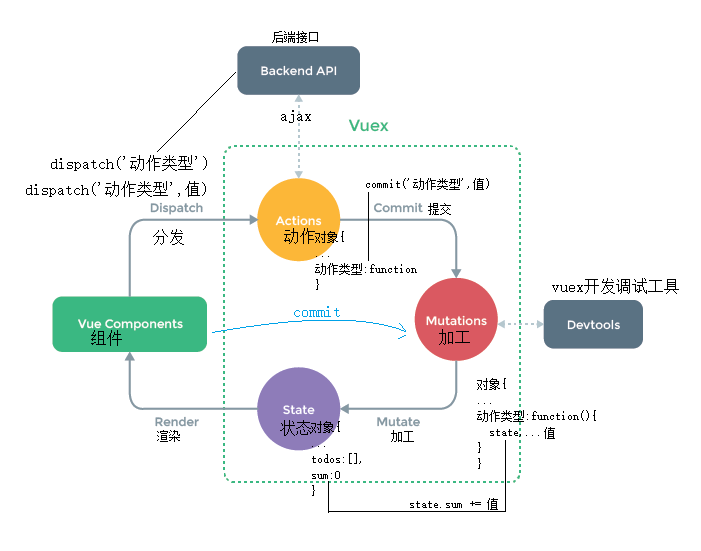 后端接口
Backend API
ajax
Vuex
dispatch('动作类型')
dispatch('动作类型',值)
Dispatch
分发
Actions
动作
对象{
...
动作类型:function
}
commit('动作类型',值)
Commit 提交
vuex开发调试工具
Devtools
Vue Components
组件
commit
Mutations
加工
对象{
...
动作类型:function(){
state,...值
}
}
State
状态
对象{
...
todos:[],
sum:0
}
Render
渲染
Mutate
加工
state.sum += 值